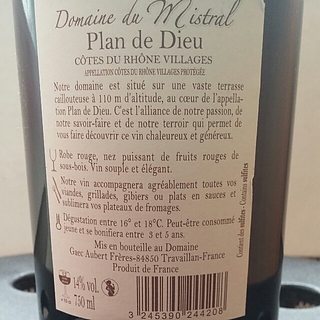 Domaine du Mistral
Plan de Dieu
CÔTES DU RHÔNE VILLAGES
APPELLATION CÔTES DU RHÔNE VILLAGES PROTÉGÉE
Notre domaine est situé sur une vaste terrasse
caillouteuse à 110 m d'altitude, au cœur de l'appella-
tion Plan de Dieu. C'est l'alliance de notre passion, de
notre savoir-faire et de notre terroir qui permet de
vous faire découvrir ce vin chaleureux et généreux.
Robe rouge, nez puissant de fruits rouges de
sous-bois. Vin souple et élégant.
Notre vin accompagnera agréablement toutes vos
viandes, grillades, gibiers ou plats en sauces et
sublimera vos plateaux de fromages.
Dégustation entre 16° et 18°C. Peut-être consommé
jeune et se bonifiera entre 3 et 5 ans.
Mis en bouteille au Domaine
Gaec Aubert Frères-84850 Travaillan-France
Produit de France
14% vol.
750 ml
3 245390 244208
Contient des sulfites - Contains sulfites